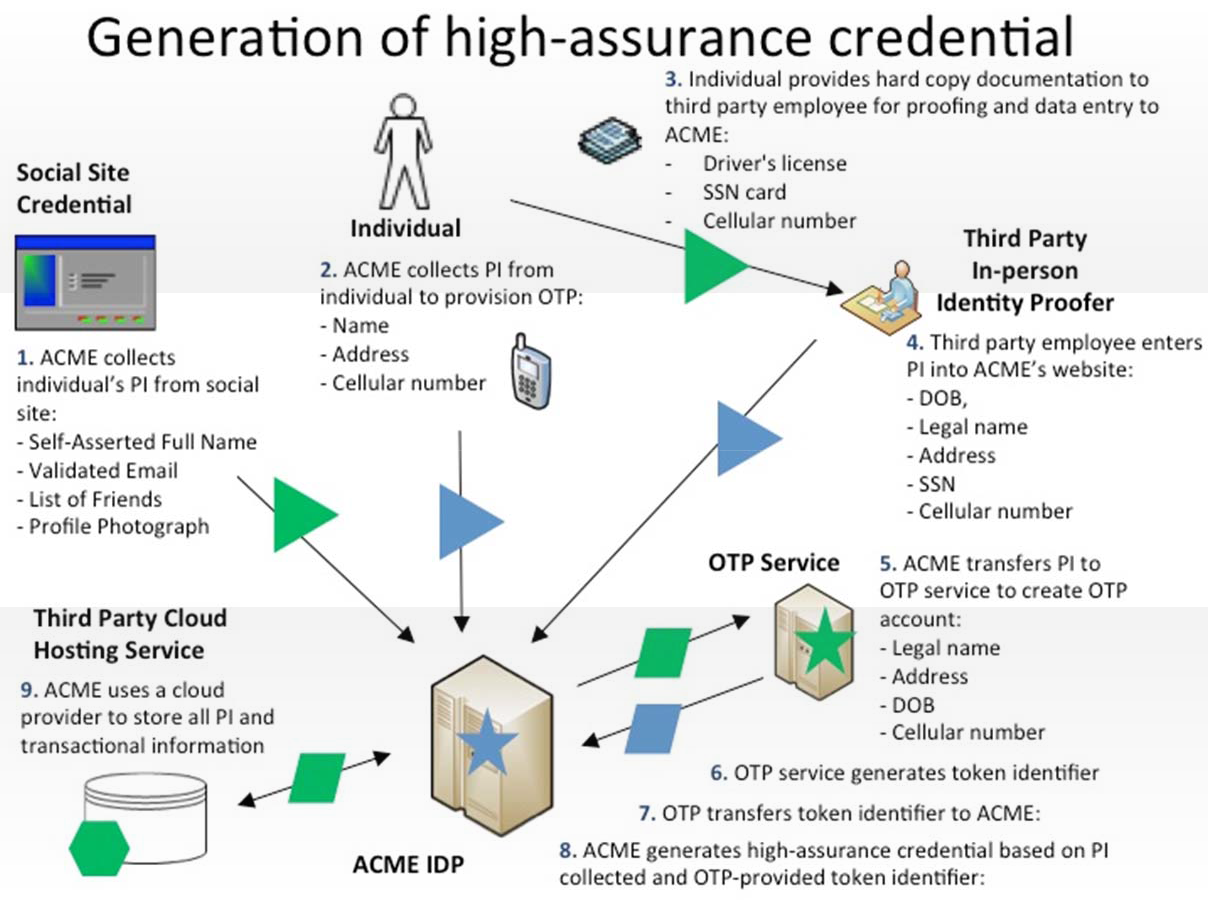 Generation of high-assurance credential
3. Individual provides hard copy documentation to
third party employee for proofing and data entry to
ACME:
- Driver's license
- SSN card
- Cellular number
Social Site
Credential
Individual
Third Party
In-person
Identity Proofer
2. ACME collects PI from
individual to provision OTP:
- Name
- Address
- Cellular number
1. ACME collects
individual's PI from social
site:
- Self-Asserted Full Name
- Validated Email
- List of Friends
- Profile Photograph
4. Third party employee enters
PI into ACME's website:
- DOB,
- Legal name
- Address
- SSN
- Cellular number
OTP Service
5. ACME transfers PI to
OTP service to create OTP
account:
- Legal name
- Address
- DOB
- Cellular number
Third Party Cloud
Hosting Service
9. ACME uses a cloud
provider to store all PI and
transactional information
6. OTP service generates token identifier
7. OTP transfers token identifier to ACME:
ACME IDP
8. ACME generates high-assurance credential based on PI
collected and OTP-provided token identifier: